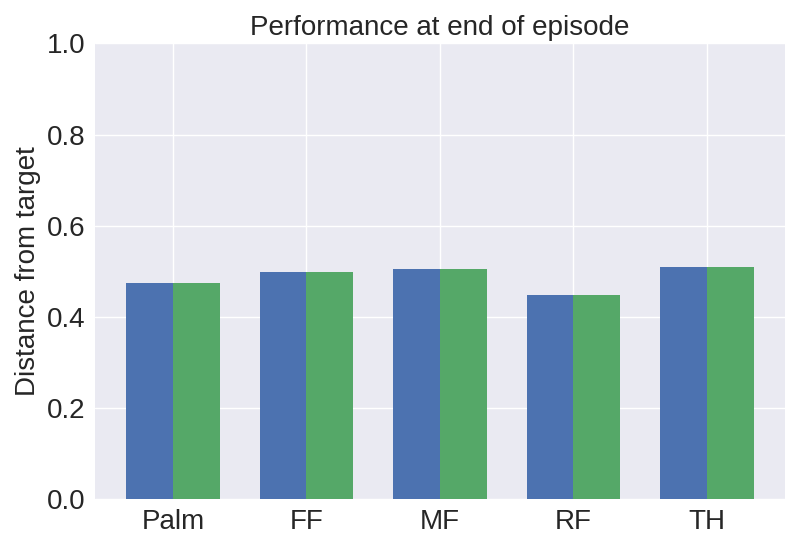 Performance at end of episode
Distance from target
1.0
0.8
0.6
0.4
0.2
0.0
Palm FF MF RF TH